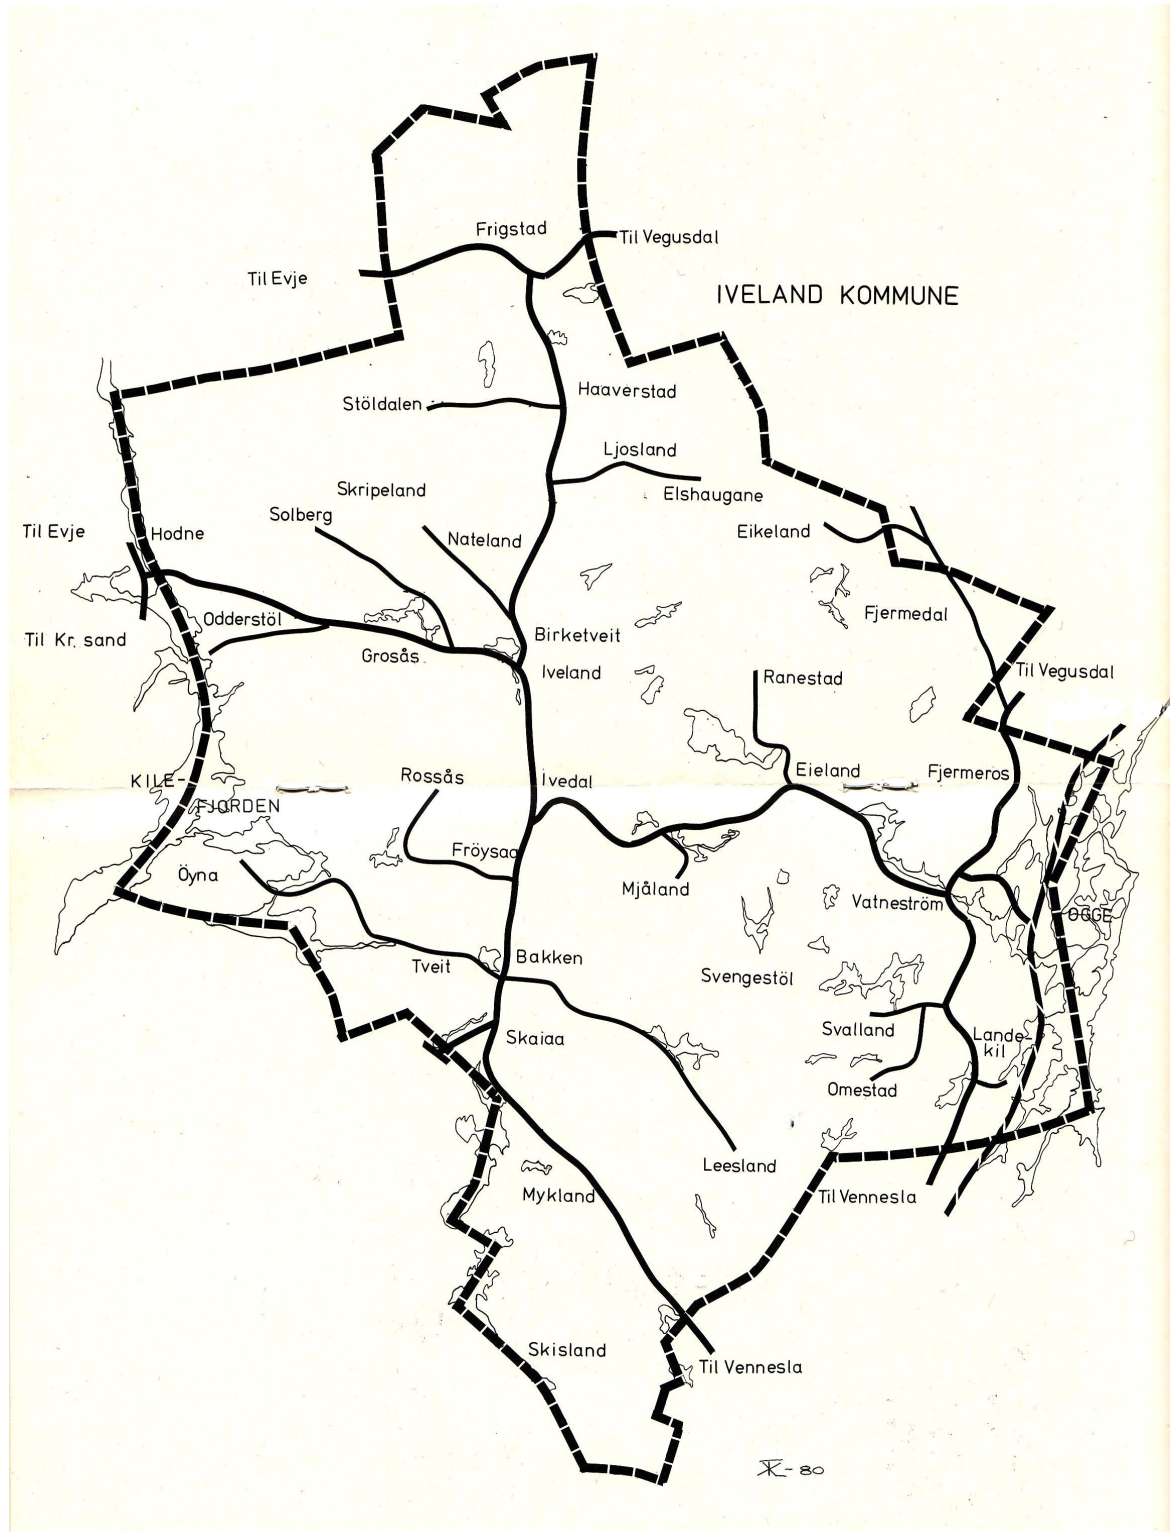 Frigstad
Til Vegusdal
Til Evje
IVELAND KOMMUNE
Haaverstad
Stöldalen
Ljosland
Skripeland
Elshaugane
Solberg
Til Evje
Hodne
Nateland
Eikeland
Odderstöl
Fjermedal
Til Kr. sand
Birketveit
Grosås
Iveland
Ranestad
Til Vegusdal
KILE-
FJORDEN
Rossås
Ivedal
Eieland
Fjermeros
Fröysaa
Öyna
Mjåland
Vatneström
OGGE
Tveit
Bakken
Svengestöl
Skaiaa
Svalland
Lande-
kil
Omestad
Leesland
Mykland
Til Vennesla
Skisland
Til Vennesla
-80